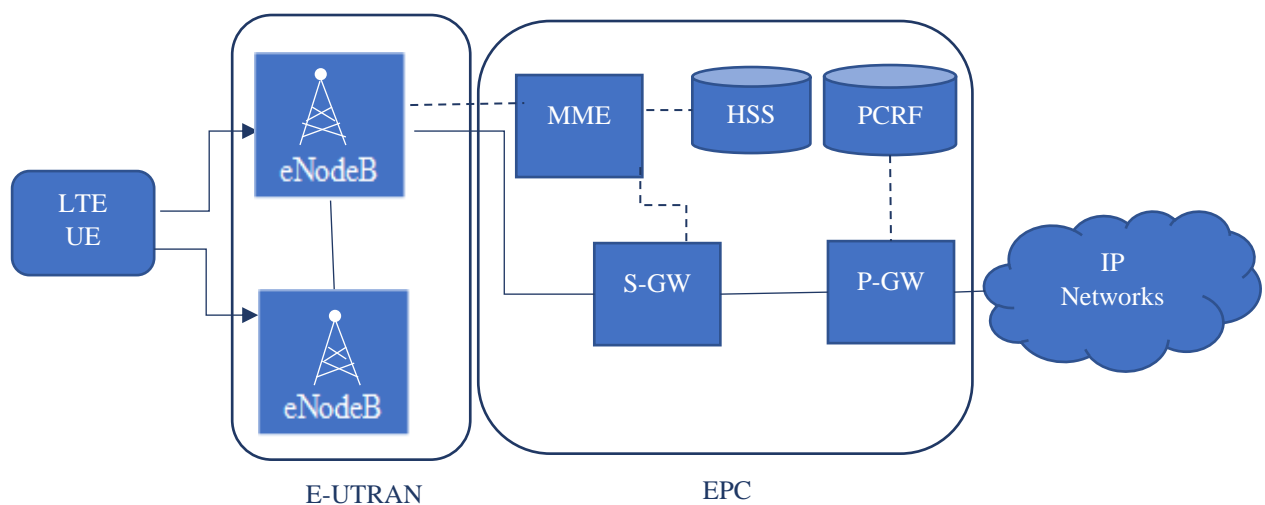 eNodeB
MME
HSS
PCRF
LTE
UE
S-GW
P-GW
IP
Networks
eNodeB
E-UTRAN
EPC